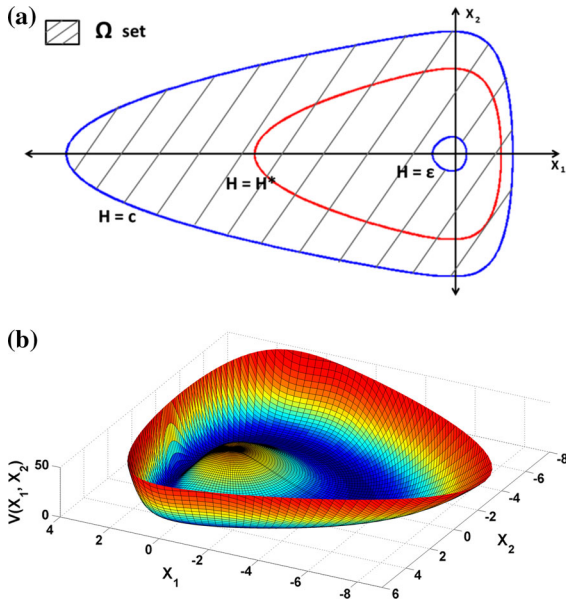 (a)
Ω set
X2
X1
H = ε
H = H*
H = c
(b)
V(X1, X2)
50
0
4
2
0
-2
-4
-6
-8
X1
6
4
2
0
-2
-4
-6
-8
X2